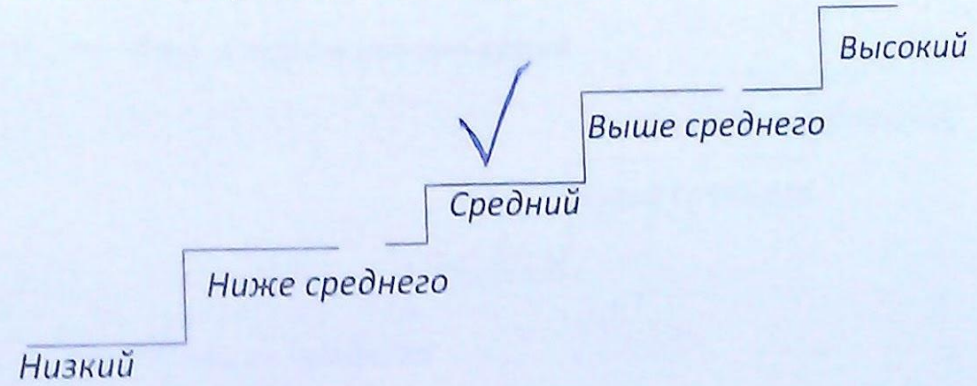 Высокий
Выше среднего
Средний
Ниже среднего
Низкий